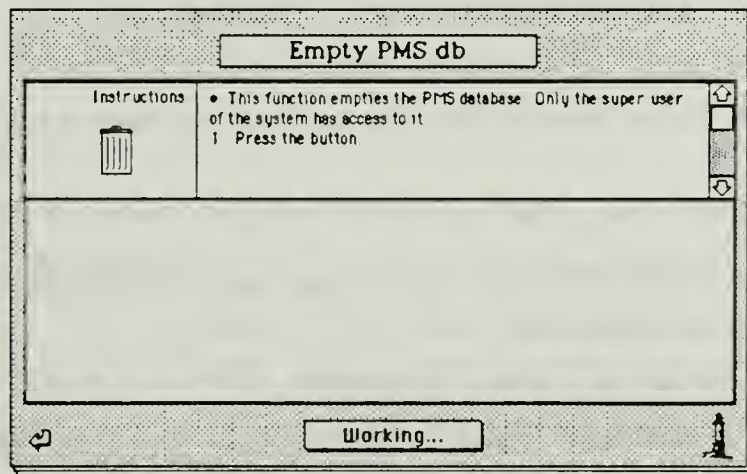 Empty PMS db
Instructions
• This function empties the PMS database. Only the super user
of the system has access to it
1 Press the button.
Working...